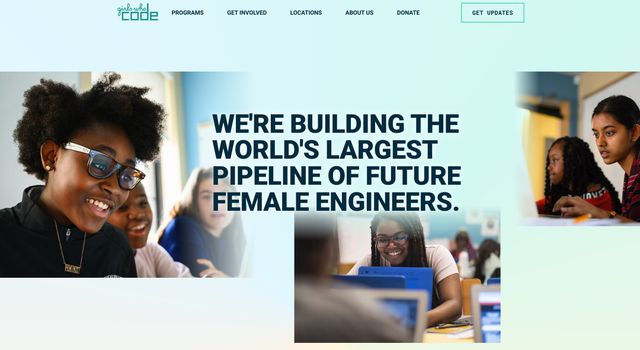 girls who
code
PROGRAMS
GET INVOLVED
LOCATIONS
ABOUT US
DONATE
GET UPDATES
WE'RE BUILDING THE
WORLD'S LARGEST
PIPELINE OF FUTURE
FEMALE ENGINEERS.